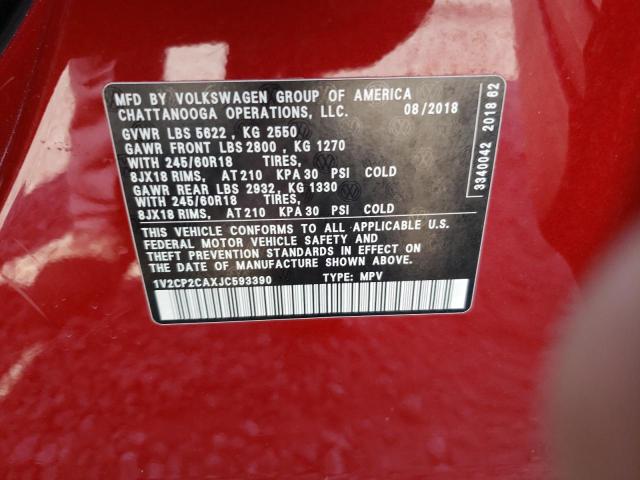 MFD BY VOLKSWAGEN GROUP OF AMERICA
CHATTANOOGA OPERATIONS, LLC. 08/2018
GVWR LBS 5622, KG 2550
GAWR FRONT LBS 2800, KG 1270
WITH 245/60R18 TIRES,
8JX18 RIMS, AT 210 KPA 30 PSI COLD
GAWR REAR LBS 2932, KG 1330
WITH 245/60R18 TIRES,
8JX18 RIMS, AT 210 KPA 30 PSI COLD
THIS VEHICLE CONFORMS TO ALL APPLICABLE U.S.
FEDERAL MOTOR VEHICLE SAFETY AND
THEFT PREVENTION STANDARDS IN EFFECT ON
THE DATE OF MANUFACTURE SHOWN ABOVE.
1V2CP2CAXJC593390 TYPE: MPV
3340042 2018 62